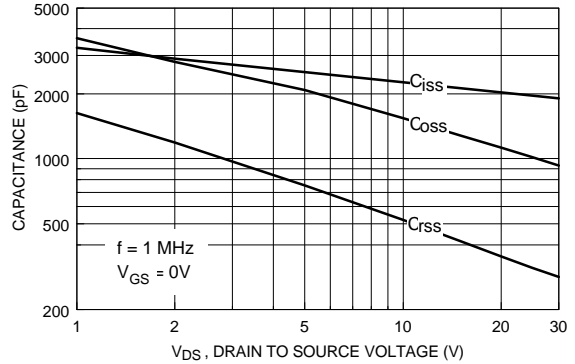 5000
3000
2000
1000
500
200
CAPACITANCE (pF)
Ciss
Coss
Crss
f = 1 MHz
VGS = 0V
1
2
5
10
20
30
VDS , DRAIN TO SOURCE VOLTAGE (V)